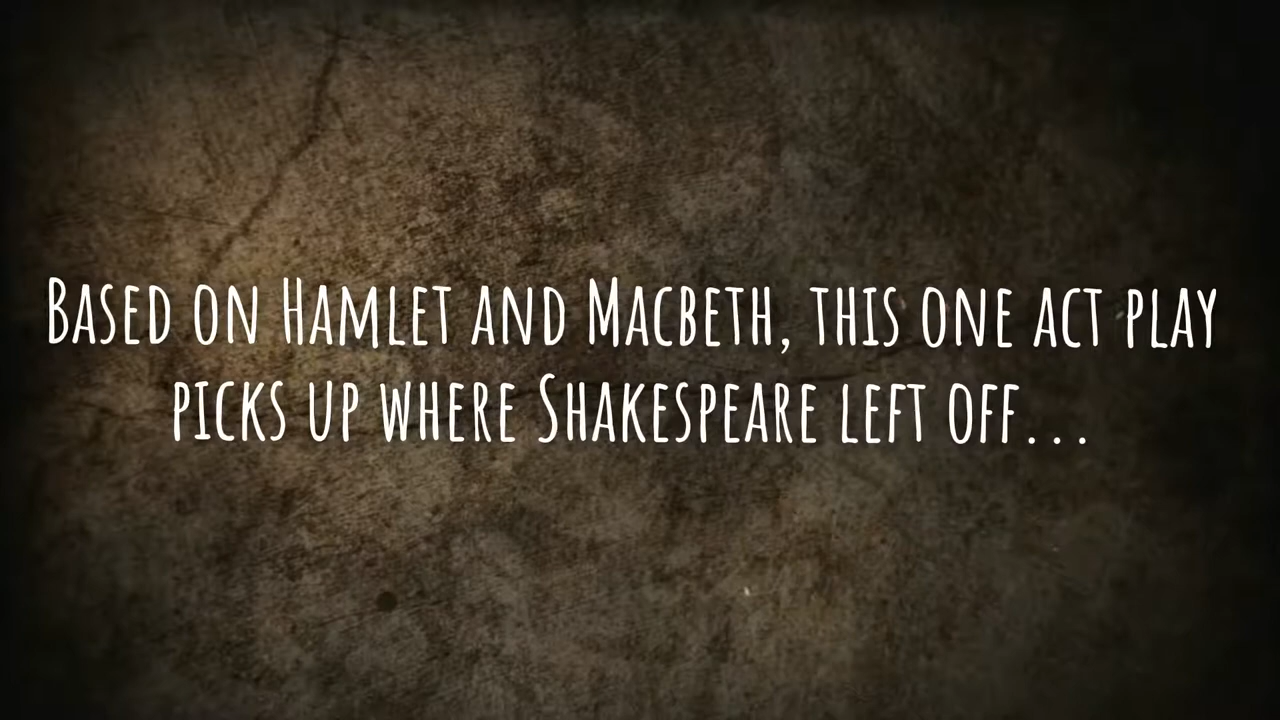 Based on Hamlet and Macbeth, this one act play
picks up where Shakespeare left off...